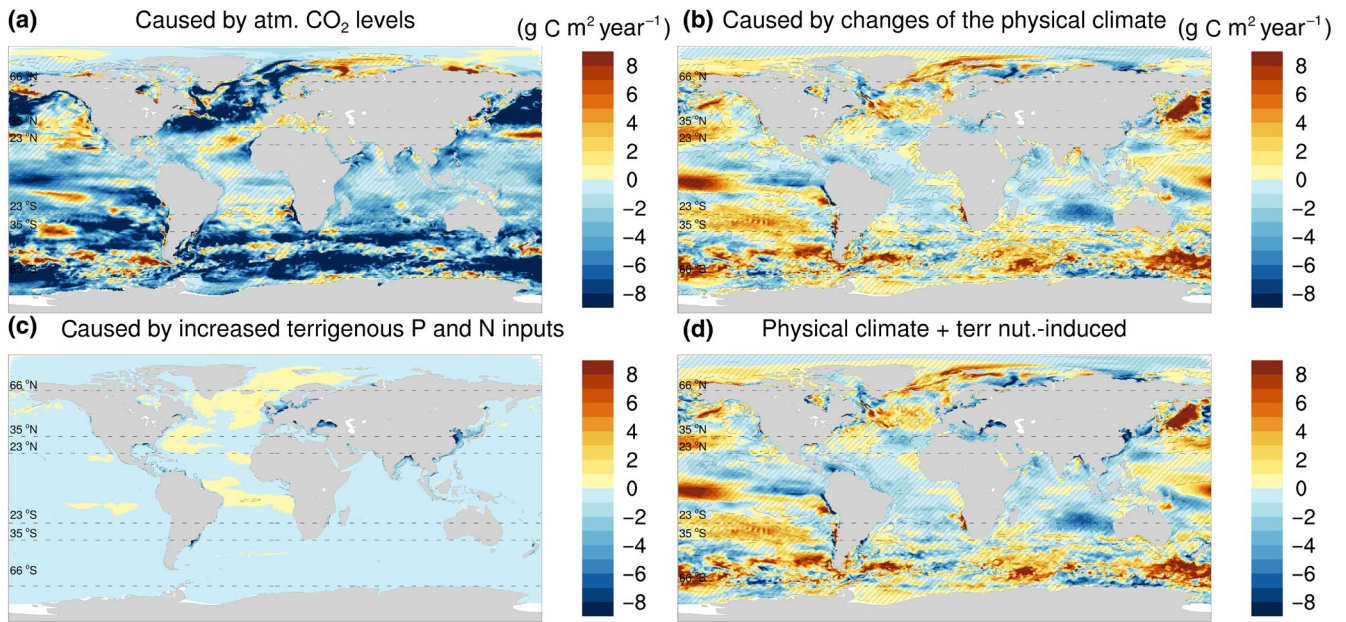 (a) Caused by atm. CO₂ levels (g C m² year⁻¹)
66 °N
35 °N
23 °N
23 °S
35 °S
66 °S
8
6
4
2
0
−2
−4
−6
−8
(b) Caused by changes of the physical climate (g C m² year⁻¹)
66 °N
35 °N
23 °N
23 °S
35 °S
66 °S
8
6
4
2
0
−2
−4
−6
−8
(c) Caused by increased terrigenous P and N inputs
66 °N
35 °N
23 °N
23 °S
35 °S
66 °S
8
6
4
2
0
−2
−4
−6
−8
(d) Physical climate + terr nut.-induced
66 °N
35 °N
23 °N
23 °S
35 °S
66 °S
8
6
4
2
0
−2
−4
−6
−8